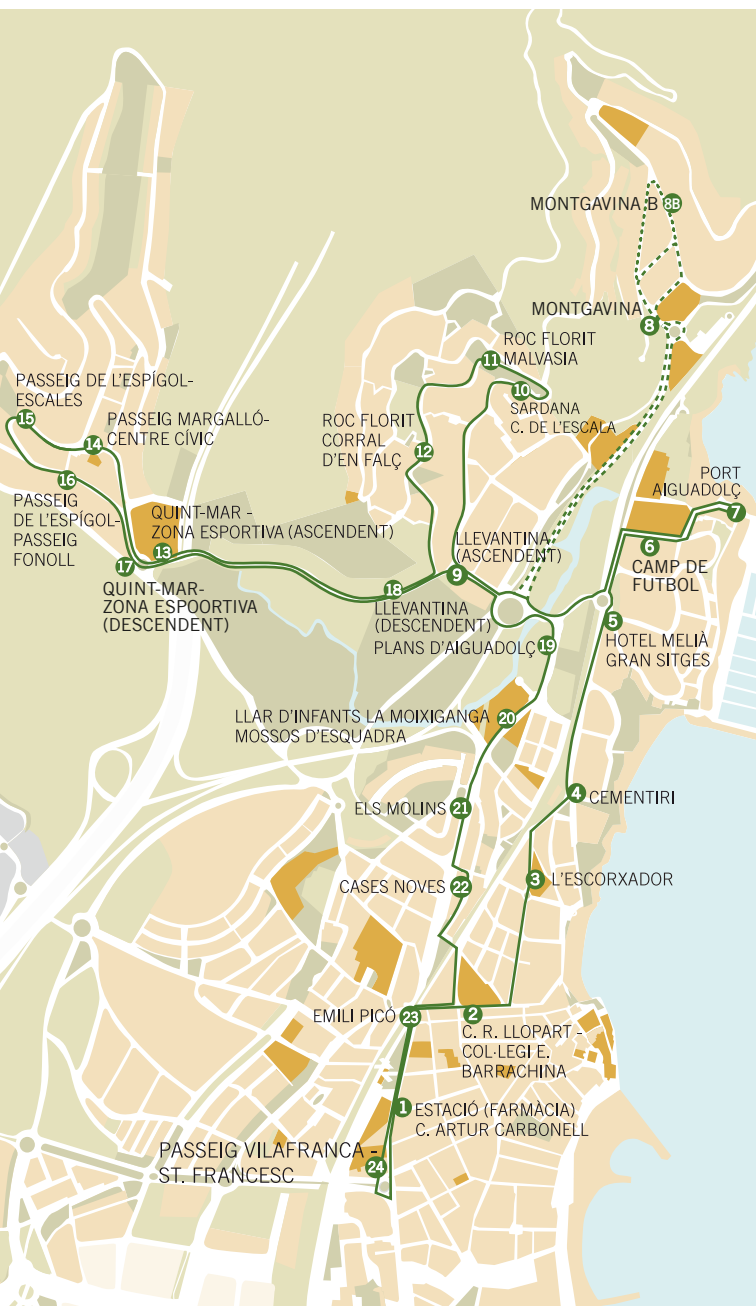 MONTGAVINA B
8B
MONTGAVINA
8
11
ROC FLORIT
MALVASIA
10
SARDANA
C. DE L'ESCALA
PASSEIG DE L'ESPÍGOL-
ESCALES
15
PASSEIG MARGALLÓ-
CENTRE CÍVIC
14
ROC FLORIT
CORRAL
D'EN FALÇ
12
16
PASSEIG
DE L'ESPÍGOL-
PASSEIG
FONOLL
PORT
AIGUADOLÇ
7
QUINT-MAR -
ZONA ESPORTIVA (ASCENDENT)
13
LLEVANTINA
(ASCENDENT)
9
6
CAMP DE
FUTBOL
17
QUINT-MAR-
ZONA ESPOORTIVA
(DESCENDENT)
18
LLEVANTINA
(DESCENDENT)
5
HOTEL MELIÀ
GRAN SITGES
PLANS D'AIGUADOLÇ
19
LLAR D'INFANTS LA MOIXIGANGA
MOSSOS D'ESQUADRA
20
4
CEMENTIRI
ELS MOLINS
21
3
L'ESCORXADOR
CASES NOVES
22
EMILI PICÓ
23
2
C. R. LLOPART -
COL·LEGI E.
BARRACHINA
1
ESTACIÓ (FARMÀCIA)
C. ARTUR CARBONELL
PASSEIG VILAFRANCA -
ST. FRANCESC
24